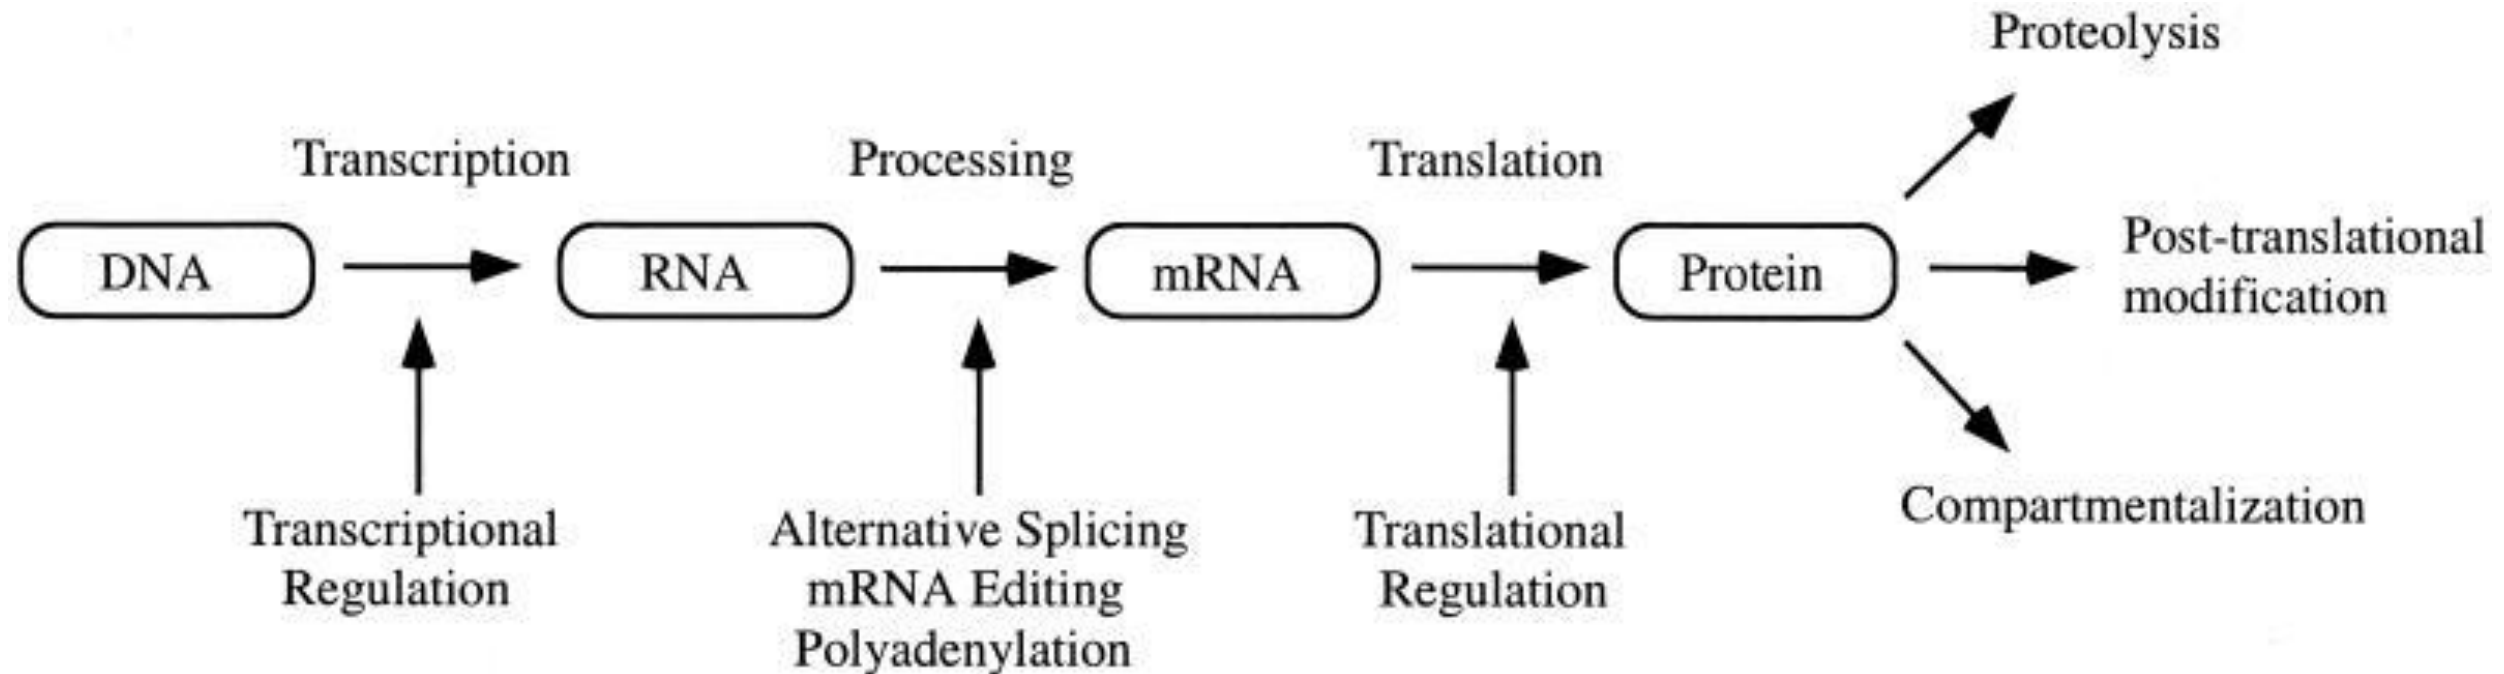 Proteolysis
Transcription
Processing
Translation
DNA
RNA
mRNA
Protein
Post-translational
modification
Transcriptional
Regulation
Alternative Splicing
mRNA Editing
Polyadenylation
Translational
Regulation
Compartmentalization